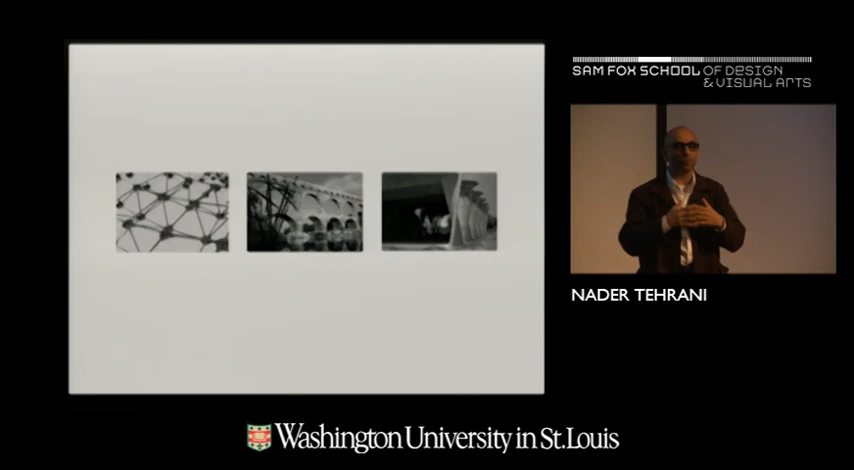 SAM FOX SCHOOL OF DESIGN
& VISUAL ARTS
NADER TEHRANI
Washington University in St. Louis